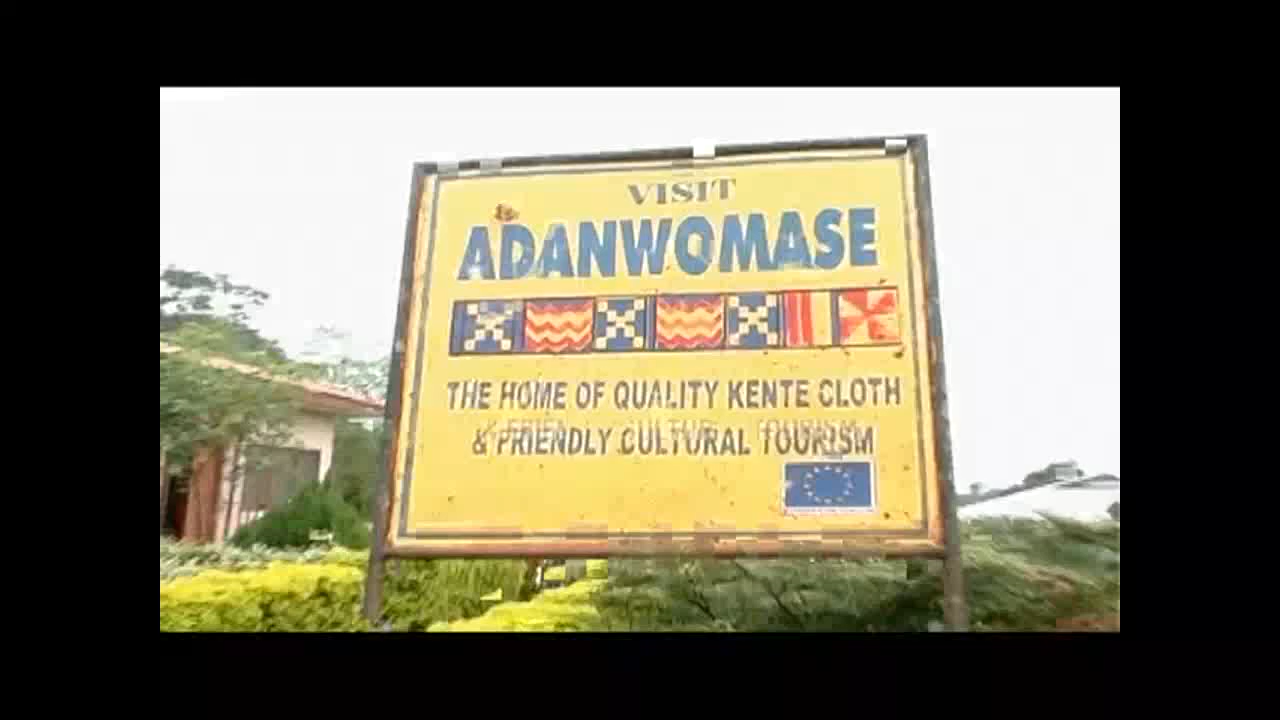 VISIT
ADANWOMASE
THE HOME OF QUALITY KENTE CLOTH
& FRIENDLY CULTURAL TOURISM